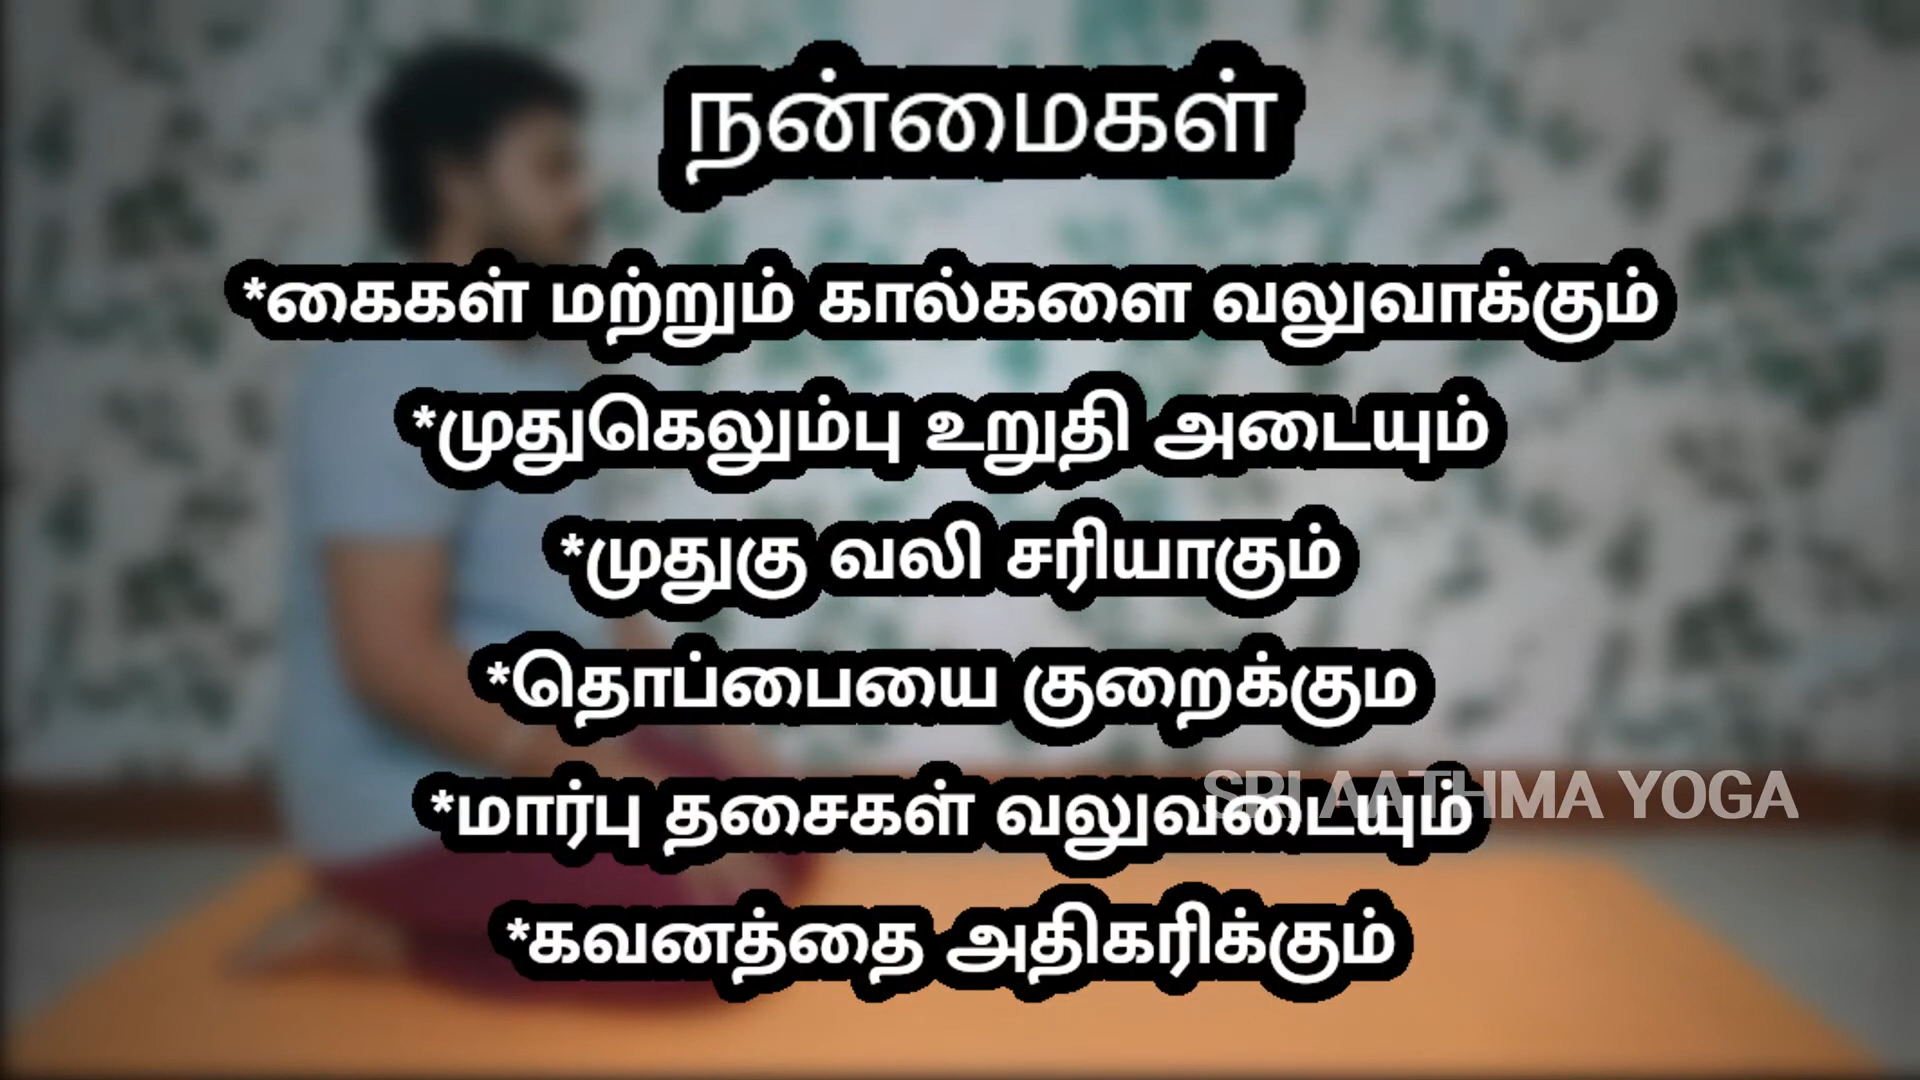 நன்மைகள்
*கைகள் மற்றும் கால்களை வலுவாக்கும்
*முதுகெலும்பு உறுதி அடையும்
*முதுகு வலி சரியாகும்
*தொப்பையை குறைக்கும
*மார்பு தசைகள் வலுவடையும்
SRI AATHMA YOGA
*கவனத்தை அதிகரிக்கும்